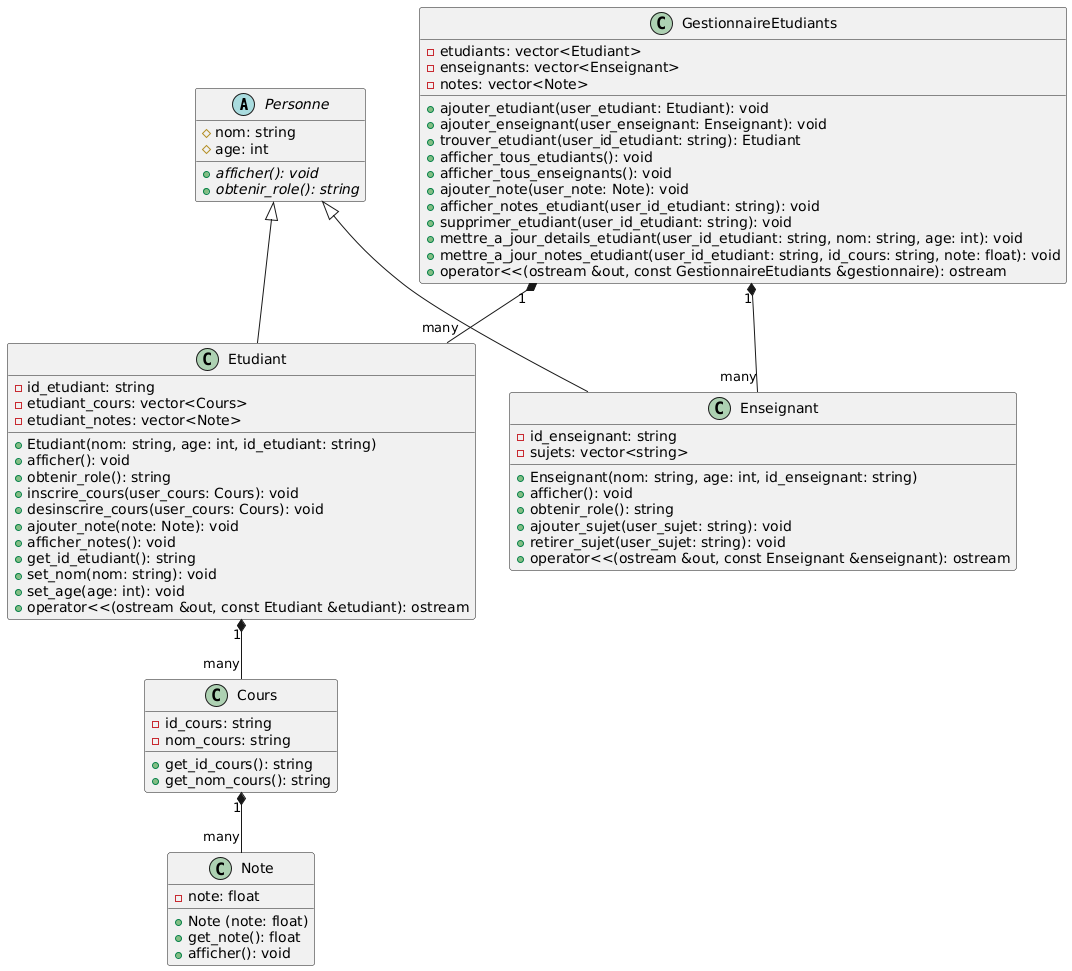 C GestionnaireEtudiants
etudiants: vector<Etudiant>
enseignants: vector<Enseignant>
notes: vector<Note>
ajouter_etudiant(user_etudiant: Etudiant): void
ajouter_enseignant(user_enseignant: Enseignant): void
trouver_etudiant(user_id_etudiant: string): Etudiant
afficher_tous_etudiants(): void
afficher_tous_enseignants(): void
ajouter_note(user_note: Note): void
afficher_notes_etudiant(user_id_etudiant: string): void
supprimer_etudiant(user_id_etudiant: string): void
mettre_a_jour_details_etudiant(user_id_etudiant: string, nom: string, age: int): void
mettre_a_jour_notes_etudiant(user_id_etudiant: string, id_cours: string, note: float): void
operator<<(ostream &out, const GestionnaireEtudiants &gestionnaire): ostream
A Personne
nom: string
age: int
afficher(): void
obtenir_role(): string
1
many
1
many
C Etudiant
id_etudiant: string
etudiant_cours: vector<Cours>
etudiant_notes: vector<Note>
Etudiant(nom: string, age: int, id_etudiant: string)
afficher(): void
obtenir_role(): string
inscrire_cours(user_cours: Cours): void
desinscrire_cours(user_cours: Cours): void
ajouter_note(note: Note): void
afficher_notes(): void
get_id_etudiant(): string
set_nom(nom: string): void
set_age(age: int): void
operator<<(ostream &out, const Etudiant &etudiant): ostream
C Enseignant
id_enseignant: string
sujets: vector<string>
Enseignant(nom: string, age: int, id_enseignant: string)
afficher(): void
obtenir_role(): string
ajouter_sujet(user_sujet: string): void
retirer_sujet(user_sujet: string): void
operator<<(ostream &out, const Enseignant &enseignant): ostream
1
many
C Cours
id_cours: string
nom_cours: string
get_id_cours(): string
get_nom_cours(): string
1
many
C Note
note: float
Note (note: float)
get_note(): float
afficher(): void